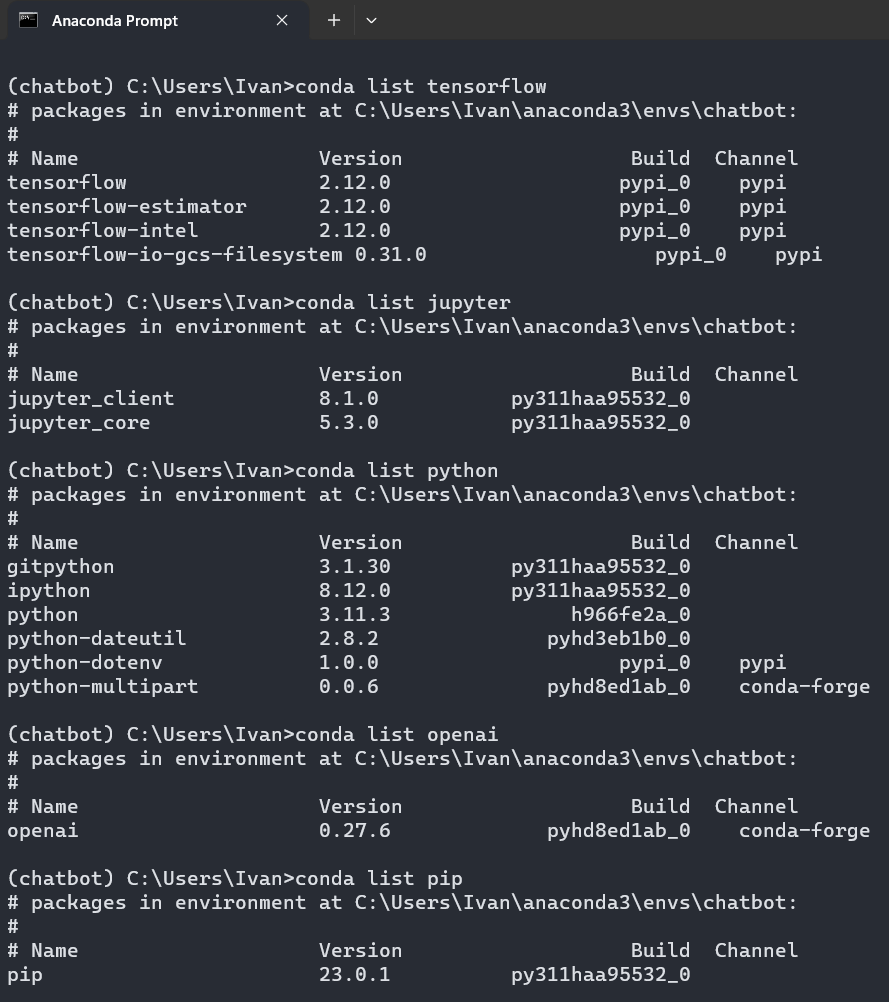 Anaconda Prompt
(chatbot) C:\Users\Ivan>conda list tensorflow
# packages in environment at C:\Users\Ivan\anaconda3\envs\chatbot:
#
# Name                    Version                   Build  Channel
tensorflow                2.12.0                   pypi_0    pypi
tensorflow-estimator      2.12.0                   pypi_0    pypi
tensorflow-intel          2.12.0                   pypi_0    pypi
tensorflow-io-gcs-filesystem 0.31.0                   pypi_0    pypi
(chatbot) C:\Users\Ivan>conda list jupyter
# packages in environment at C:\Users\Ivan\anaconda3\envs\chatbot:
#
# Name                    Version                   Build  Channel
jupyter_client            8.1.0           py311haa95532_0
jupyter_core              5.3.0           py311haa95532_0
(chatbot) C:\Users\Ivan>conda list python
# packages in environment at C:\Users\Ivan\anaconda3\envs\chatbot:
#
# Name                    Version                   Build  Channel
gitpython                 3.1.30          py311haa95532_0
ipython                   8.12.0          py311haa95532_0
python                    3.11.3               h966fe2a_0
python-dateutil           2.8.2              pyhd3eb1b0_0
python-dotenv             1.0.0                    pypi_0    pypi
python-multipart          0.0.6              pyhd8ed1ab_0    conda-forge
(chatbot) C:\Users\Ivan>conda list openai
# packages in environment at C:\Users\Ivan\anaconda3\envs\chatbot:
#
# Name                    Version                   Build  Channel
openai                    0.27.6             pyhd8ed1ab_0    conda-forge
(chatbot) C:\Users\Ivan>conda list pip
# packages in environment at C:\Users\Ivan\anaconda3\envs\chatbot:
#
# Name                    Version                   Build  Channel
pip                       23.0.1          py311haa95532_0